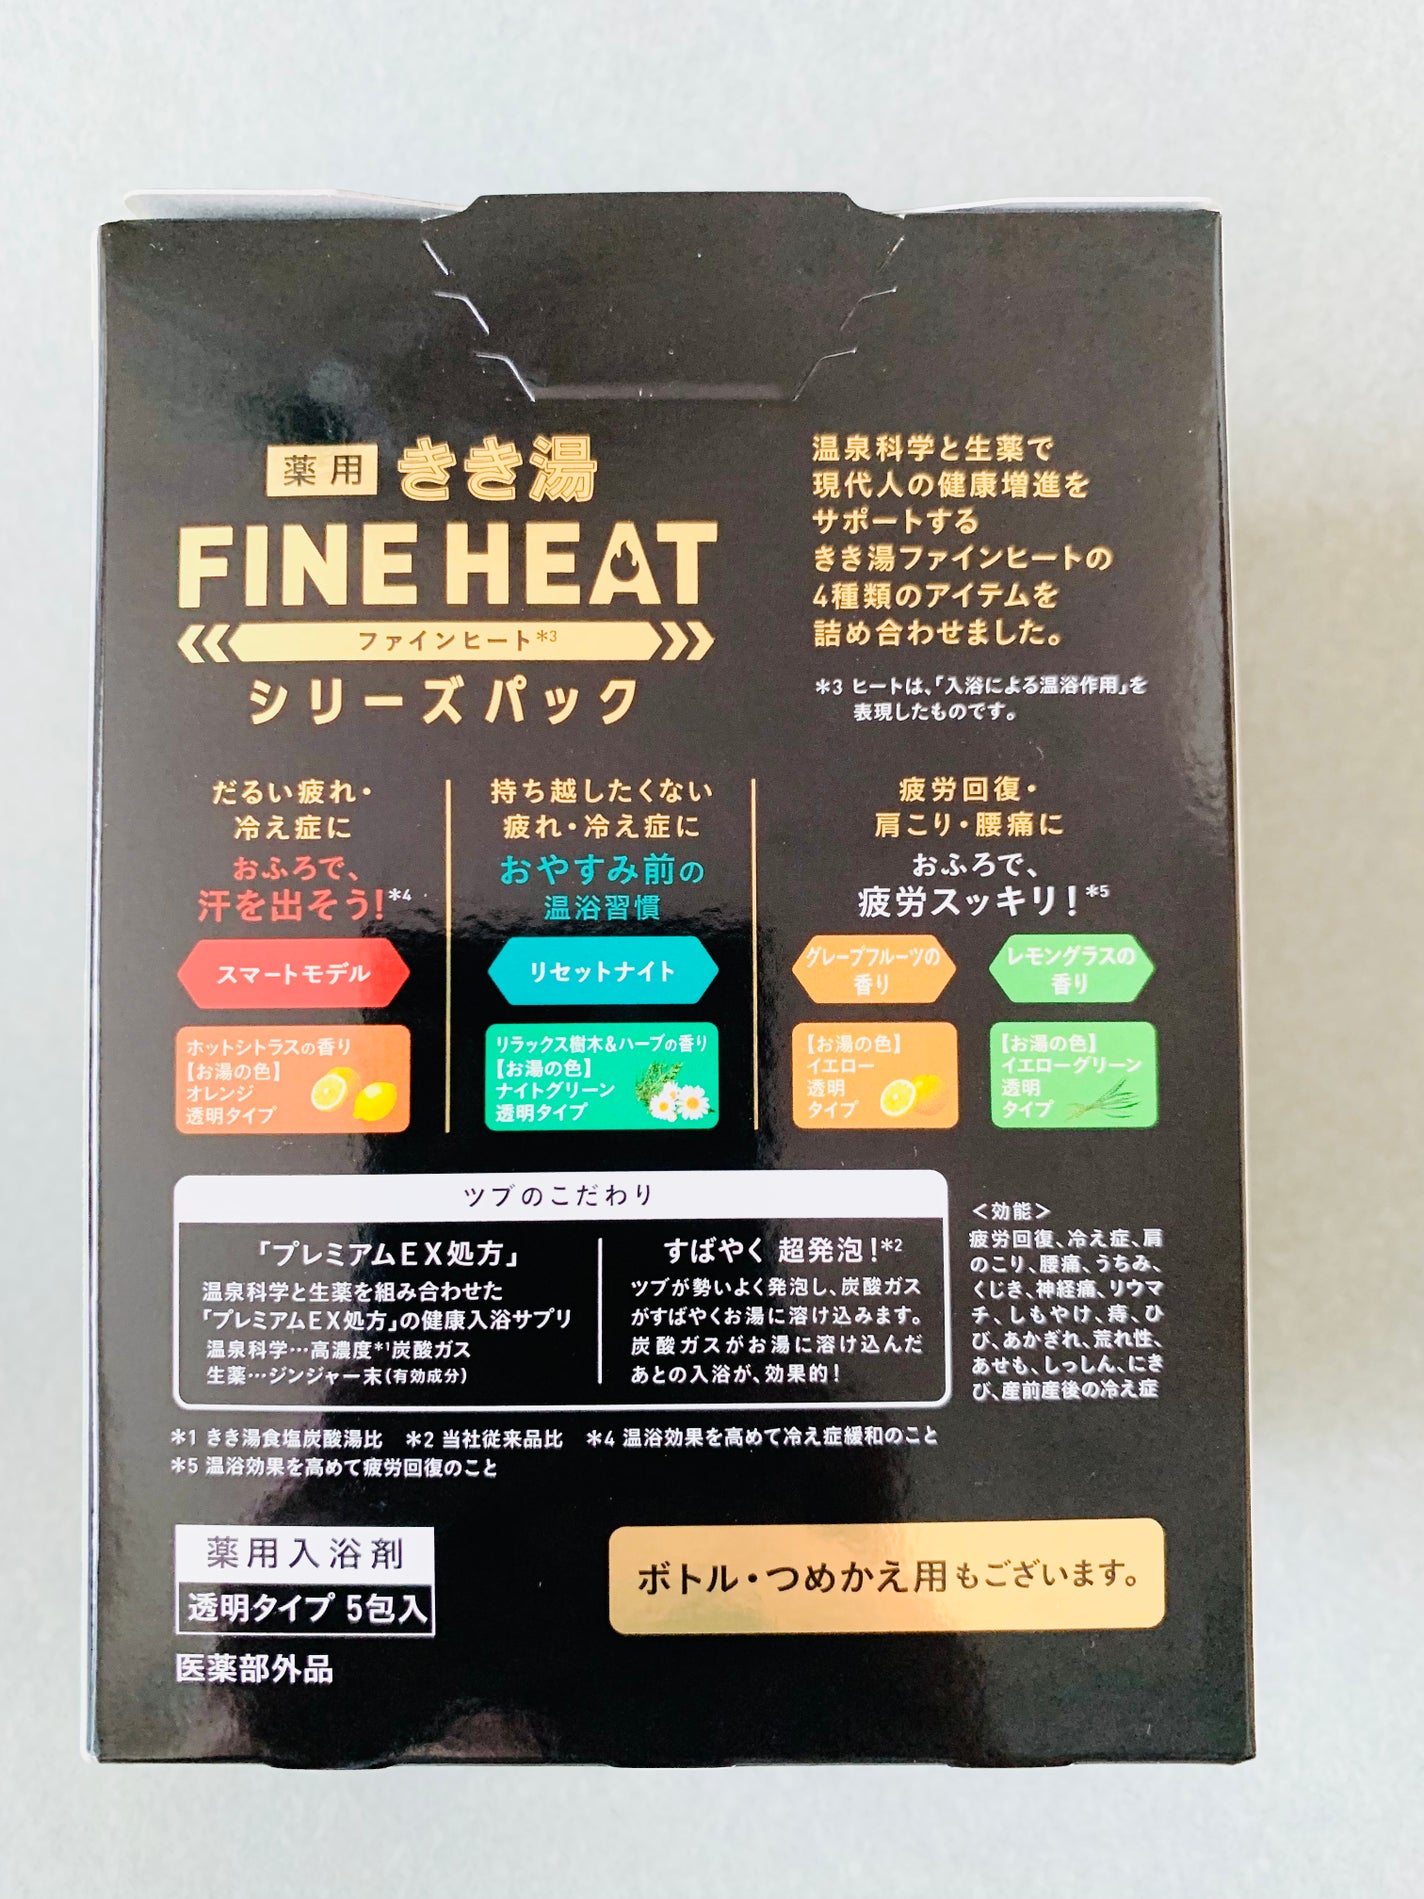 薬用 きき湯
FINE HEAT
ファインヒート*3
シリーズパック
温泉科学と生薬で
現代人の健康増進を
サポートする
きき湯ファインヒートの
4種類のアイテムを
詰め合わせました。
*3 ヒートは、「入浴による温浴作用」を
表現したものです。
だるい疲れ・
冷え症に
おふろで、
汗を出そう!*4
スマートモデル
ホットシトラスの香り
【お湯の色】
オレンジ
透明タイプ
持ち越したくない
疲れ・冷え症に
おやすみ前の
温浴習慣
リセットナイト
リラックス樹木&ハーブの香り
【お湯の色】
ナイトグリーン
透明タイプ
疲労回復・
肩こり・腰痛に
おふろで、
疲労スッキリ!*5
グレープフルーツの
香り
【お湯の色】
イエロー
透明
タイプ
レモングラスの
香り
【お湯の色】
イエローグリーン
透明
タイプ
ツブのこだわり
「プレミアムEX処方」
温泉科学と生薬を組み合わせた
「プレミアムEX処方」の健康入浴サプリ
温泉科学…高濃度*1炭酸ガス
生薬…ジンジャー末(有効成分)
すばやく 超発泡!*2
ツブが勢いよく発泡し、炭酸ガス
がすばやくお湯に溶け込みます。
炭酸ガスがお湯に溶け込んだ
あとの入浴が、効果的!
<効能>
疲労回復、冷え症、肩
のこり、腰痛、うちみ、
くじき、神経痛、リウマ
チ、しもやけ、痔、ひ
び、あかぎれ、荒れ性、
あせも、しっしん、にき
び、産前産後の冷え症
*1 きき湯食塩炭酸湯比 *2 当社従来品比 *4 温浴効果を高めて冷え症緩和のこと
*5 温浴効果を高めて疲労回復のこと
薬用入浴剤
透明タイプ 5包入
医薬部外品
ボトル・つめかえ用もございます。